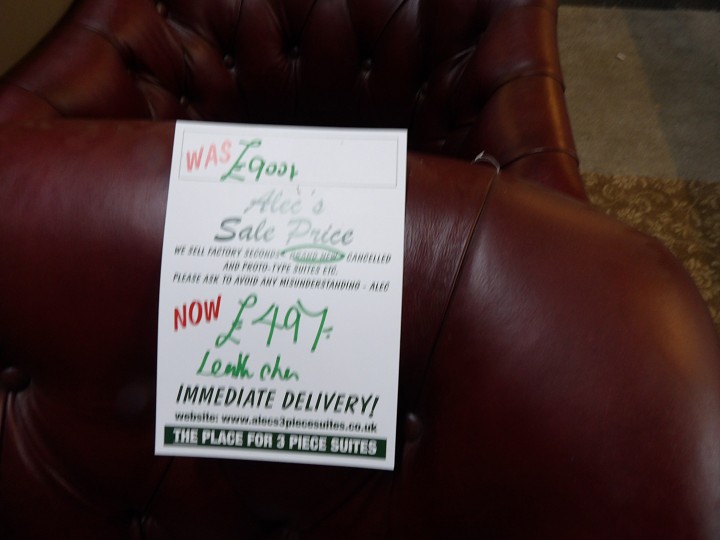 WAS £900
Alec's
Sale Price
WE SELL FACTORY SECONDS - BRAND NEW - CANCELLED
AND PROTO-TYPE SUITES ETC.
PLEASE ASK TO AVOID ANY MISUNDERSTANDING - ALEC
NOW £497
IMMEDIATE DELIVERY!
website: www.alecs3piecesuites.co.uk
THE PLACE FOR 3 PIECE SUITES